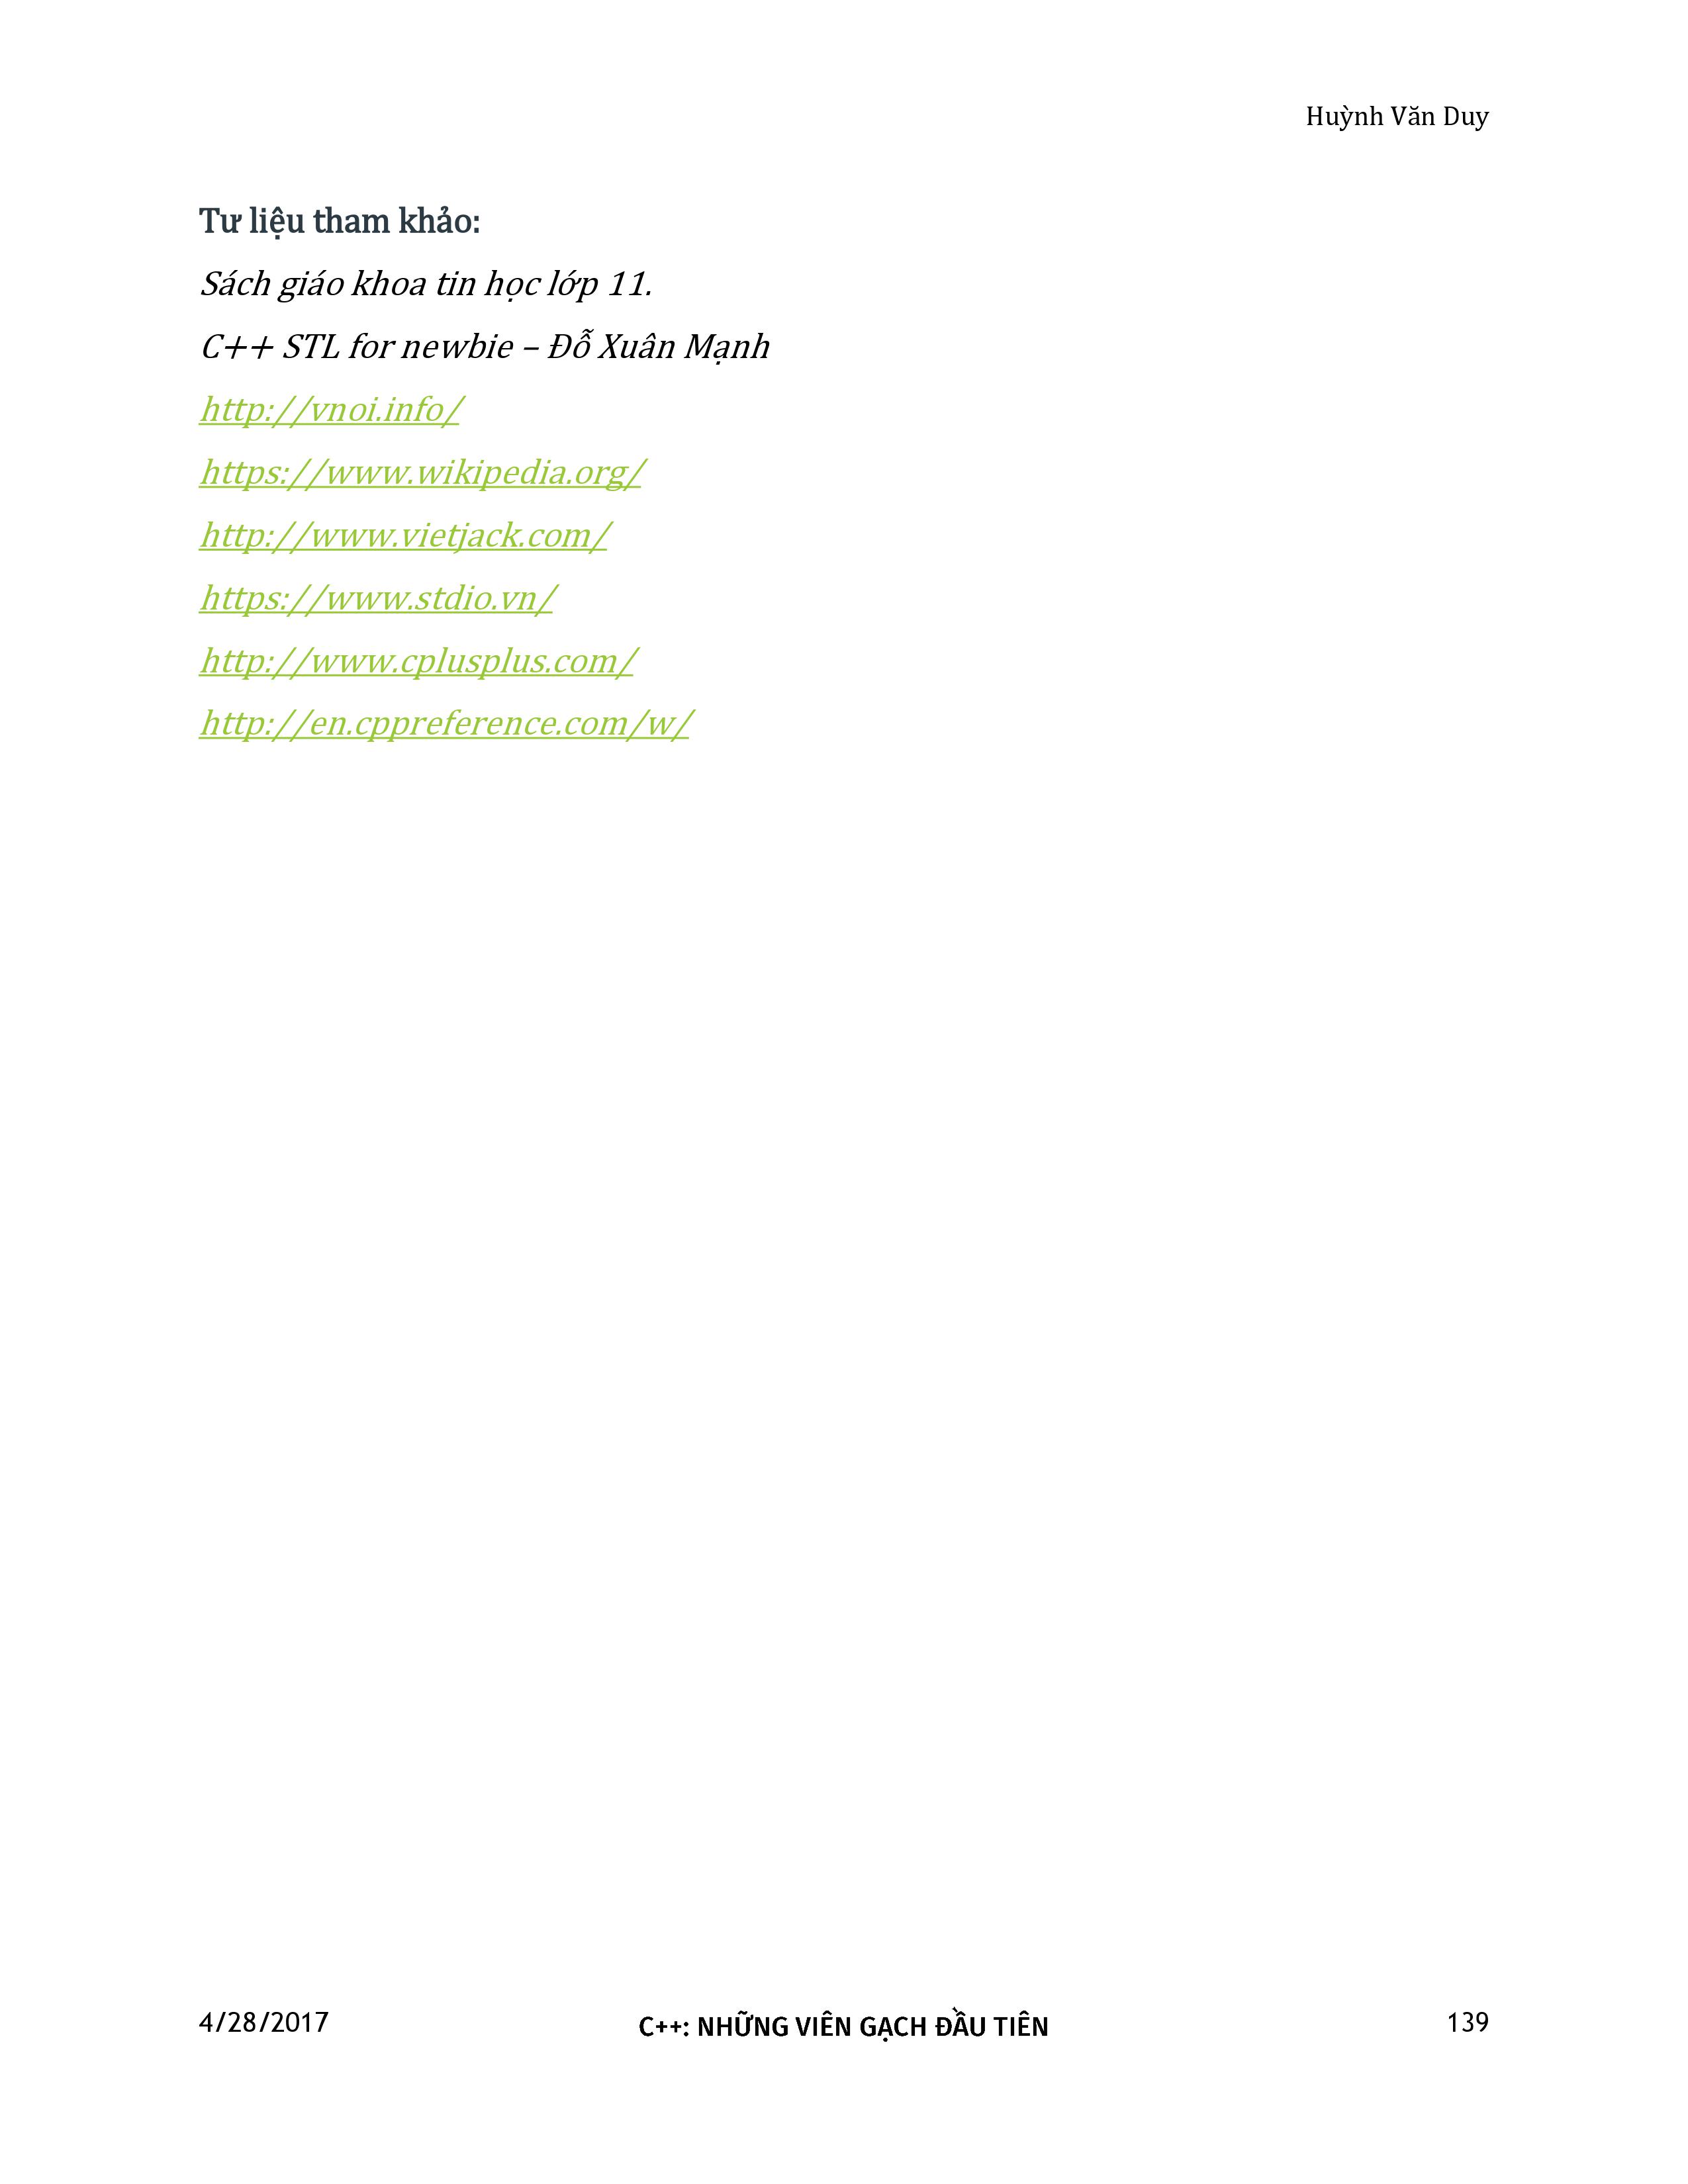 Huỳnh Văn Duy
Tư liệu tham khảo:
Sách giáo khoa tin học lớp 11.
C++ STL for newbie – Đỗ Xuân Mạnh
http://vnoi.info/
https://www.wikipedia.org/
http://www.vietjack.com/
https://www.stdio.vn/
http://www.cplusplus.com/
http://en.cppreference.com/w/
4/28/2017 C++: NHỮNG VIÊN GẠCH ĐẦU TIÊN 139